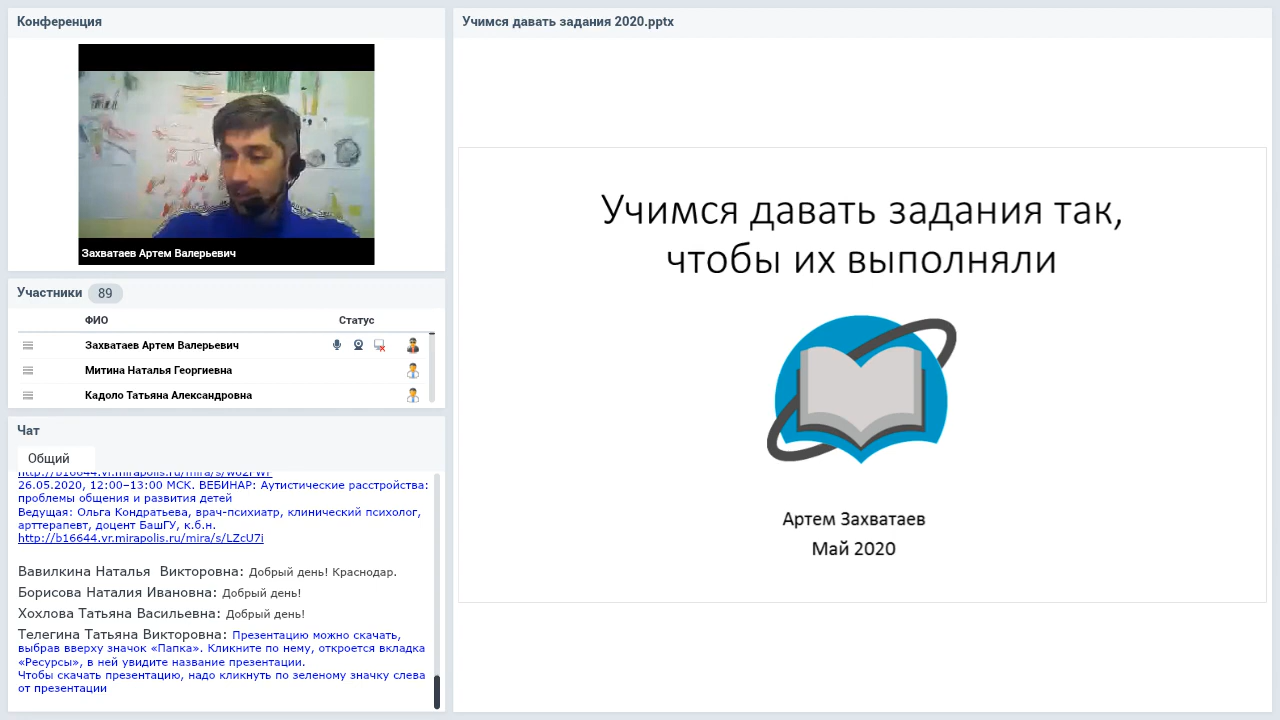 Конференция
Захватаев Артем Валерьевич
Участники 89
ФИО Статус
Захватаев Артем Валерьевич
Митина Наталья Георгиевна
Кадоло Татьяна Александровна
Чат
Общий
26.05.2020, 12:00–13:00 МСК. ВЕБИНАР: Аутистические расстройства:
проблемы общения и развития детей
Ведущая: Ольга Кондратьева, врач-психиатр, клинический психолог,
арттерапевт, доцент БашГУ, к.б.н.
http://b16644.vr.mirapolis.ru/mira/s/LZcU7i
Вавилкина Наталья Викторовна: Добрый день! Краснодар.
Борисова Наталия Ивановна: Добрый день!
Хохлова Татьяна Васильевна: Добрый день!
Телегина Татьяна Викторовна: Презентацию можно скачать,
выбрав вверху значок «Папка». Кликните по нему, откроется вкладка
«Ресурсы», в ней увидите название презентации.
Чтобы скачать презентацию, надо кликнуть по зеленому значку слева
от презентации
Учимся давать задания 2020.pptx
Учимся давать задания так,
чтобы их выполняли
Артем Захватаев
Май 2020